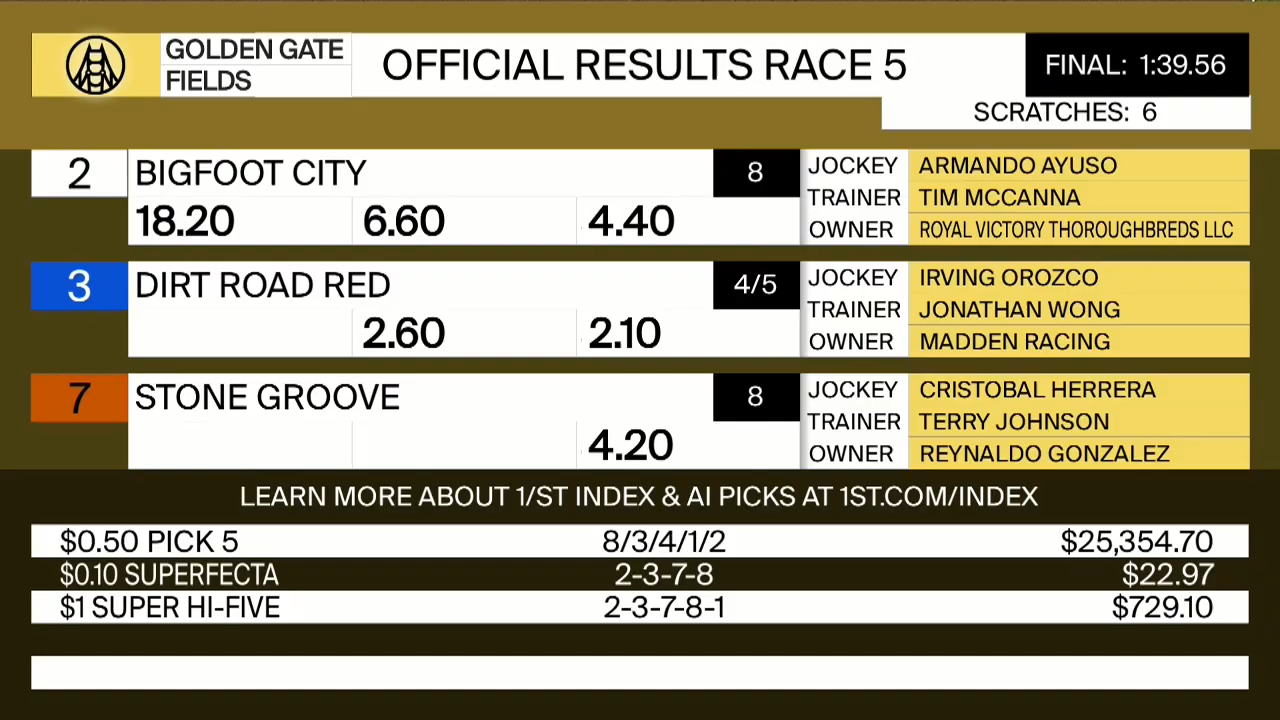 GOLDEN GATE
FIELDS
OFFICIAL RESULTS RACE 5
FINAL: 1:39.56
SCRATCHES: 6
2 BIGFOOT CITY 8
18.20 6.60 4.40
JOCKEY ARMANDO AYUSO
TRAINER TIM MCCANNA
OWNER ROYAL VICTORY THOROUGHBREDS LLC
3 DIRT ROAD RED 4/5
2.60 2.10
JOCKEY IRVING OROZCO
TRAINER JONATHAN WONG
OWNER MADDEN RACING
7 STONE GROOVE 8
4.20
JOCKEY CRISTOBAL HERRERA
TRAINER TERRY JOHNSON
OWNER REYNALDO GONZALEZ
LEARN MORE ABOUT 1/ST INDEX & AI PICKS AT 1ST.COM/INDEX
$0.50 PICK 5 8/3/4/1/2 $25,354.70
$0.10 SUPERFECTA 2-3-7-8 $22.97
$1 SUPER HI-FIVE 2-3-7-8-1 $729.10